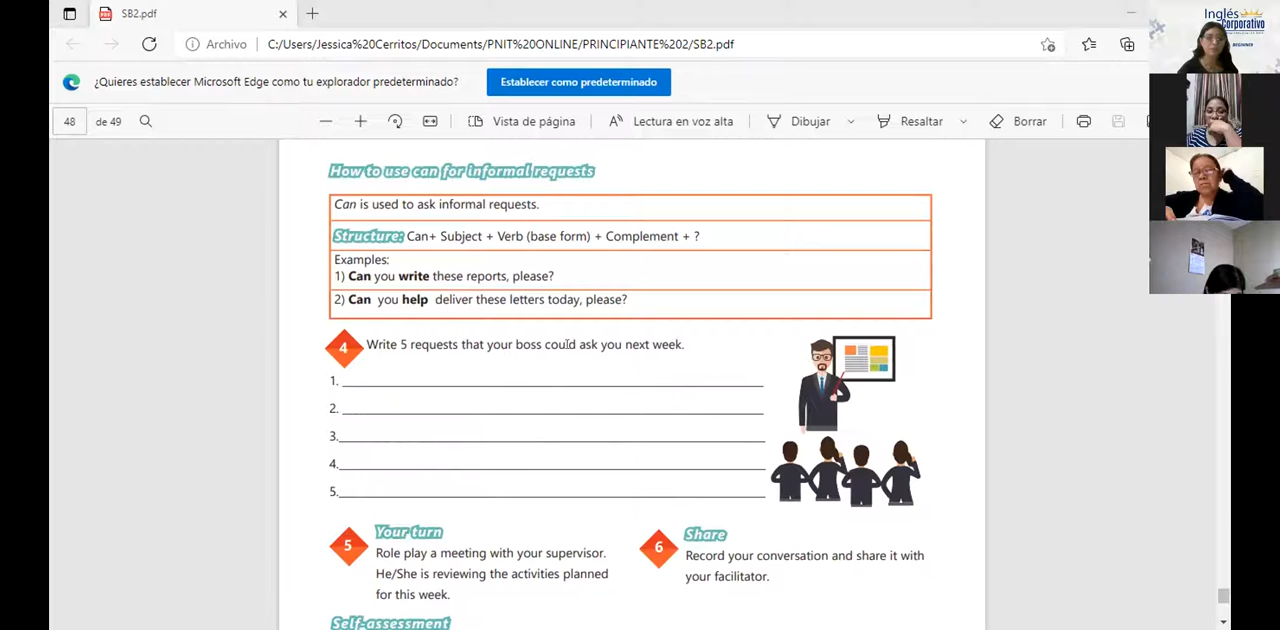 SB2.pdf
Archivo
C:/Users/Jessica%20Cerritos/Documents/PNIT%20ONLINE/PRINCIPIANTE%202/SB2.pdf
¿Quieres establecer Microsoft Edge como tu explorador predeterminado?
Establecer como predeterminado
48 de 49
Vista de página
Lectura en voz alta
Dibujar
Resaltar
Borrar
Inglés
Corporativo
BEGINNER
How to use can for informal requests
Can is used to ask informal requests.
Structure: Can+ Subject + Verb (base form) + Complement + ?
Examples:
1) Can you write these reports, please?
2) Can you help deliver these letters today, please?
4 Write 5 requests that your boss could ask you next week.
1.
2.
3.
4.
5.
5 Your turn
Role play a meeting with your supervisor.
He/She is reviewing the activities planned
for this week.
6 Share
Record your conversation and share it with
your facilitator.
Self-assessment